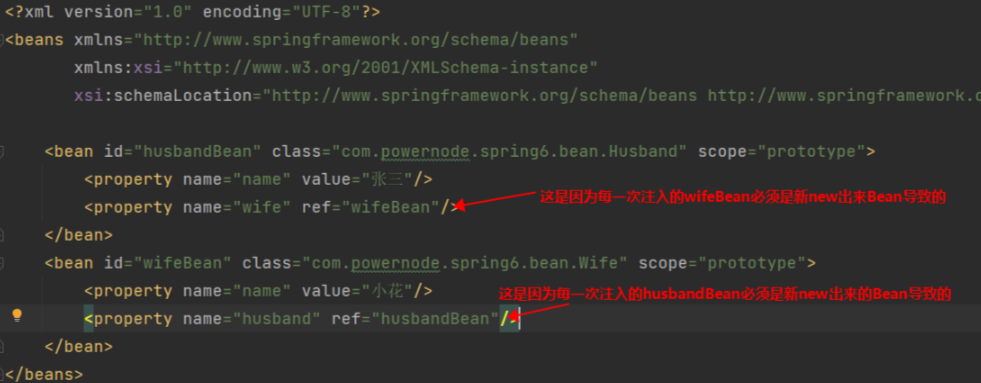 <?xml version="1.0" encoding="UTF-8"?>
<beans xmlns="http://www.springframework.org/schema/beans"
xmlns:xsi="http://www.w3.org/2001/XMLSchema-instance"
xsi:schemaLocation="http://www.springframework.org/schema/beans http://www.springframework.
<bean id="husbandBean" class="com.powernode.spring6.bean.Husband" scope="prototype">
<property name="name" value="张三"/>
<property name="wife" ref="wifeBean"/> 这是因为每一次注入的wifeBean必须是新new出来Bean导致的
</bean>
<bean id="wifeBean" class="com.powernode.spring6.bean.Wife" scope="prototype">
<property name="name" value="小花"/> 这是因为每一次注入的husbandBean必须是新new出来的Bean导致的
<property name="husband" ref="husbandBean"/>
</bean>
</beans>